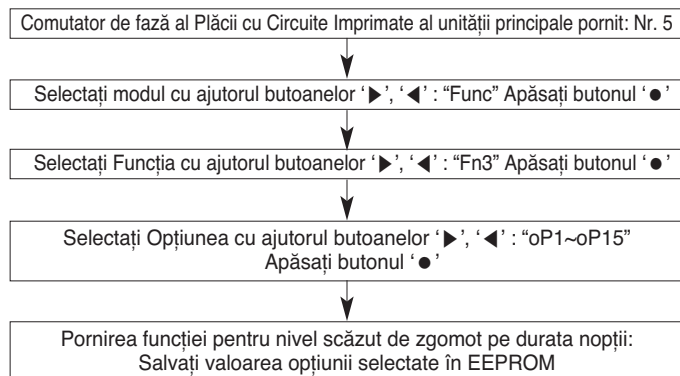 Comutator de fază al Plăcii cu Circuite Imprimate al unității principale pornit: Nr. 5
Selectați modul cu ajutorul butoanelor ‘▶’, ‘◀’ : “Func” Apăsați butonul ‘●’
Selectați Funcția cu ajutorul butoanelor ‘▶’, ‘◀’ : “Fn3” Apăsați butonul ‘●’
Selectați Opțiunea cu ajutorul butoanelor ‘▶’, ‘◀’ : “oP1~oP15”
Apăsați butonul ‘●’
Pornirea funcției pentru nivel scăzut de zgomot pe durata nopții:
Salvați valoarea opțiunii selectate în EEPROM